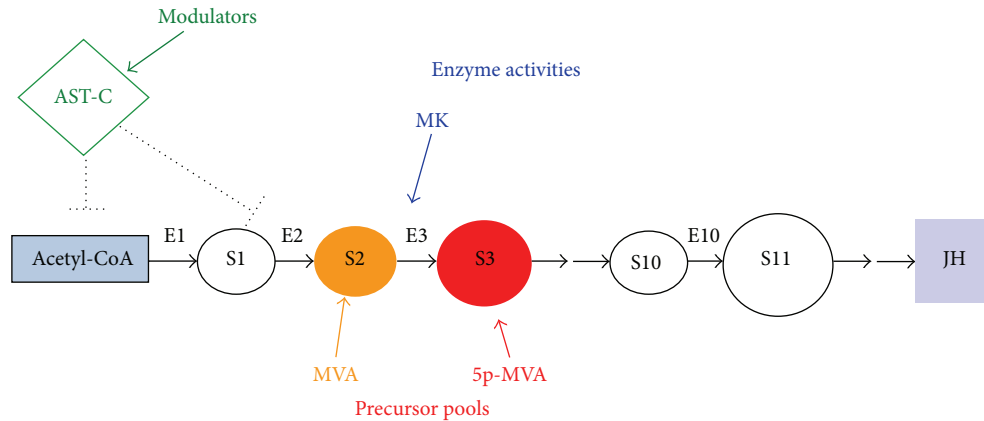 Modulators
AST-C
Enzyme activities
MK
E1
E2
E3
E10
Acetyl-CoA
S1
S2
S3
S10
S11
JH
MVA
5p-MVA
Precursor pools